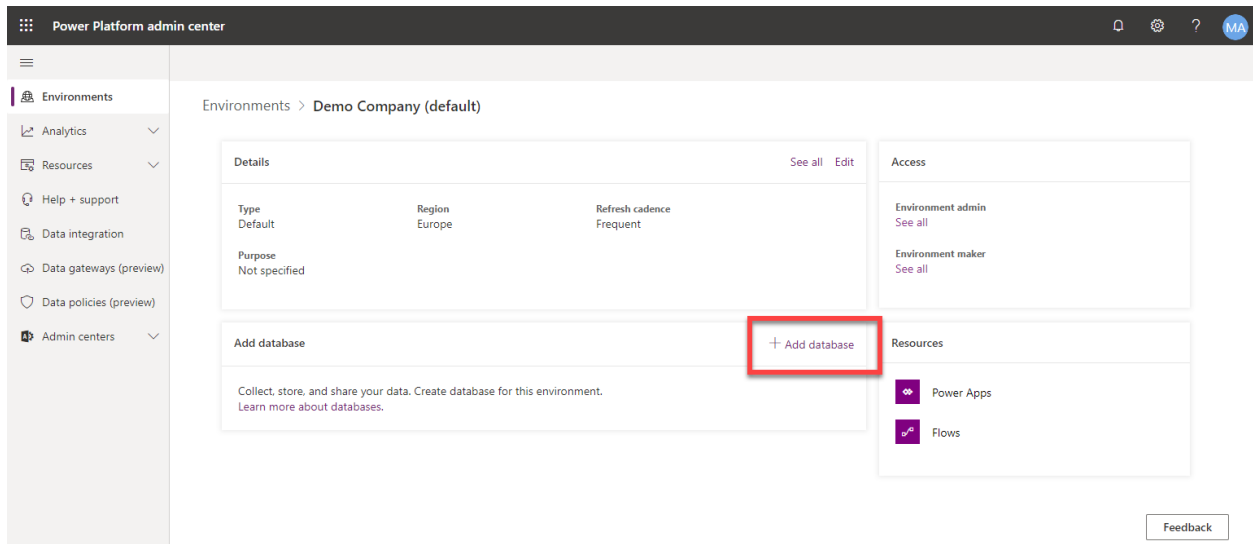 Power Platform admin center
?
MA
Environments
Analytics
Resources
Help + support
Data integration
Data gateways (preview)
Data policies (preview)
Admin centers
Environments > Demo Company (default)
Details
See all Edit
Type
Default
Region
Europe
Refresh cadence
Frequent
Purpose
Not specified
Access
Environment admin
See all
Environment maker
See all
Add database
+ Add database
Collect, store, and share your data. Create database for this environment.
Learn more about databases.
Resources
Power Apps
Flows
Feedback